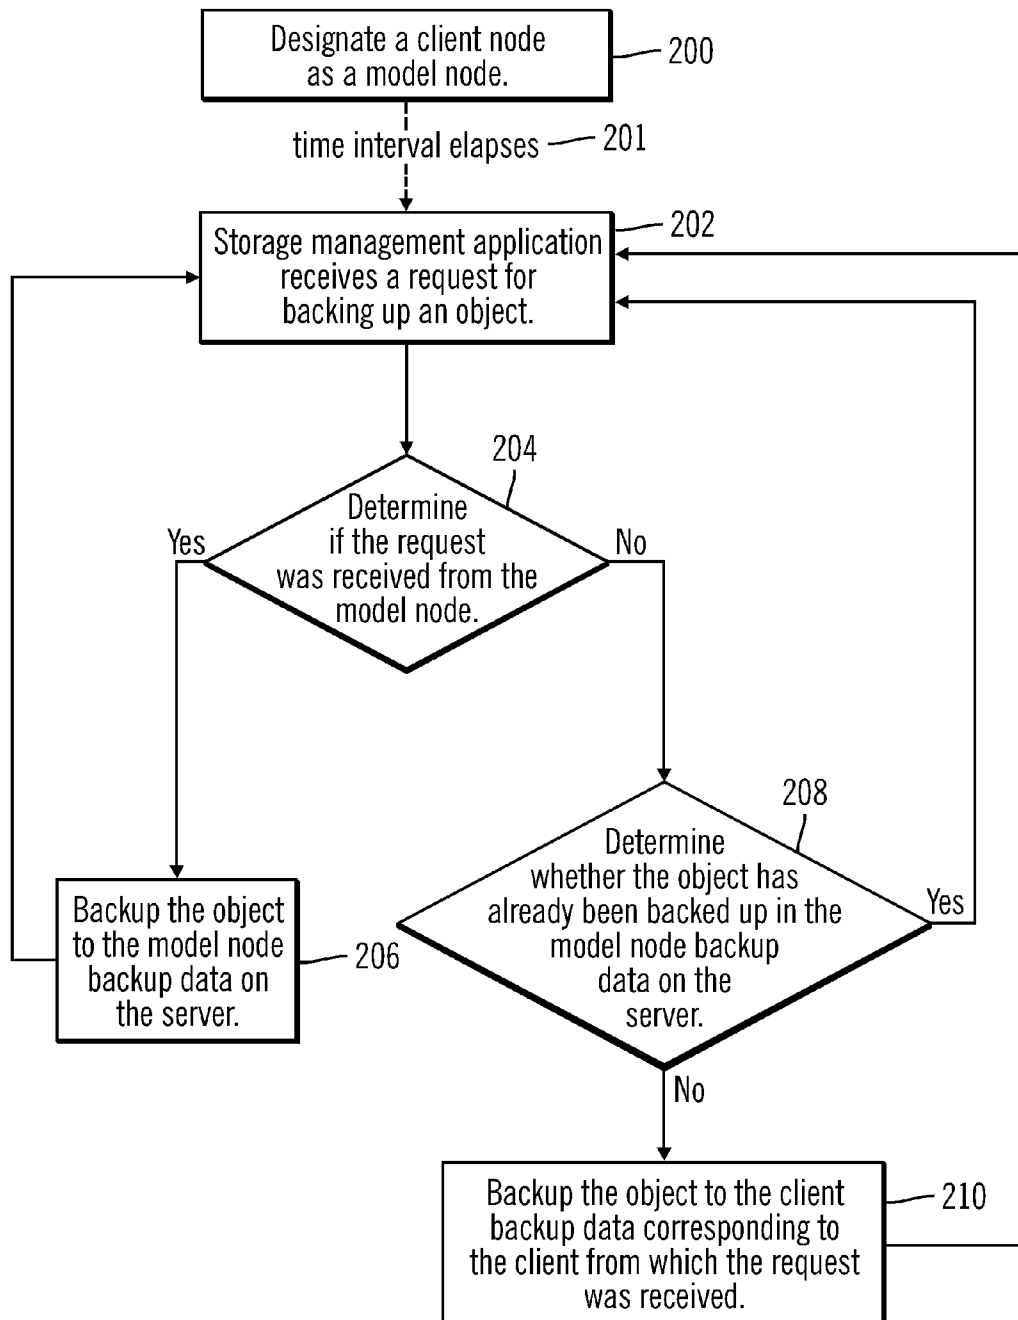 Designate a client node
as a model node.
200
time interval elapses
201
202
Storage management application
receives a request for
backing up an object.
204
Determine
if the request
was received from the
model node.
Yes
No
208
Determine
whether the object has
already been backed up in the
model node backup
data on the
server.
Yes
No
Backup the object
to the model node
backup data on
the server.
206
Backup the object to the client
backup data corresponding to
the client from which the request
was received.
210